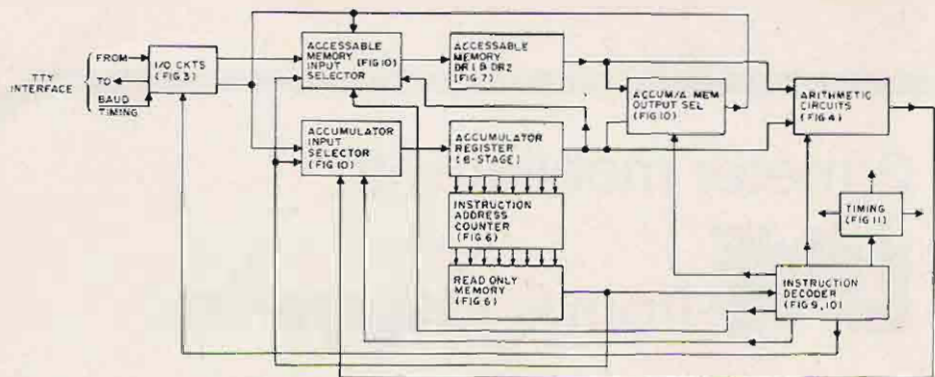 TTY
INTERFACE
FROM
TO
BAUD
TIMING
I/O CKTS
(FIG 3)
ACCESSABLE
MEMORY
INPUT
SELECTOR
(FIG 10)
ACCESSABLE
MEMORY
DR1 & DR2
(FIG 7)
ACCUM/A MEM
OUTPUT SEL
(FIG 10)
ARITHMETIC
CIRCUITS
(FIG 4)
ACCUMULATOR
INPUT
SELECTOR
(FIG 10)
ACCUMULATOR
REGISTER
(8-STAGE)
INSTRUCTION
ADDRESS
COUNTER
(FIG 6)
READ ONLY
MEMORY
(FIG 6)
TIMING
(FIG 11)
INSTRUCTION
DECODER
(FIG 9, 10)